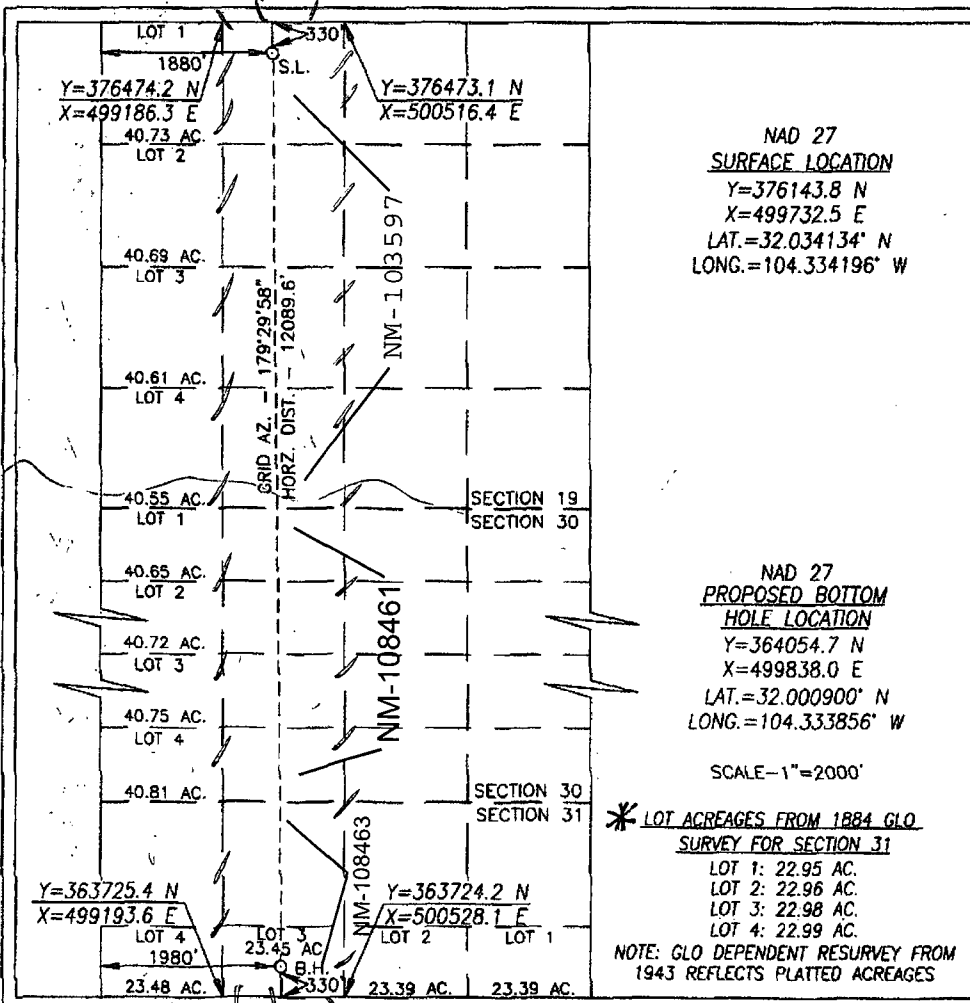 LOT 1
330'
1880'
S.L.
Y=376474.2 N
X=499186.3 E
Y=376473.1 N
X=500516.4 E
40.73 AC.
LOT 2
40.69 AC.
LOT 3
NM-103597
GRID AZ. - 179°29'58"
HORZ. DIST. - 12089.6'
40.61 AC.
LOT 4
40.55 AC.
LOT 1
SECTION 19
SECTION 30
40.65 AC.
LOT 2
40.72 AC.
LOT 3
NM-108461
40.75 AC.
LOT 4
40.81 AC.
SECTION 30
SECTION 31
NM-108463
Y=363725.4 N
X=499193.6 E
Y=363724.2 N
X=500528.1 E
LOT 4
LOT 3
23.45 AC
LOT 2
LOT 1
1980'
B.H.
330'
23.48 AC.
23.39 AC.
23.39 AC.
NAD 27
SURFACE LOCATION
Y=376143.8 N
X=499732.5 E
LAT.=32.034134° N
LONG.=104.334196° W
NAD 27
PROPOSED BOTTOM
HOLE LOCATION
Y=364054.7 N
X=499838.0 E
LAT.=32.000900° N
LONG.=104.333856° W
SCALE-1"=2000'
LOT ACREAGES FROM 1884 GLO
SURVEY FOR SECTION 31
LOT 1: 22.95 AC.
LOT 2: 22.96 AC.
LOT 3: 22.98 AC.
LOT 4: 22.99 AC.
NOTE: GLO DEPENDENT RESURVEY FROM
1943 REFLECTS PLATTED ACREAGES